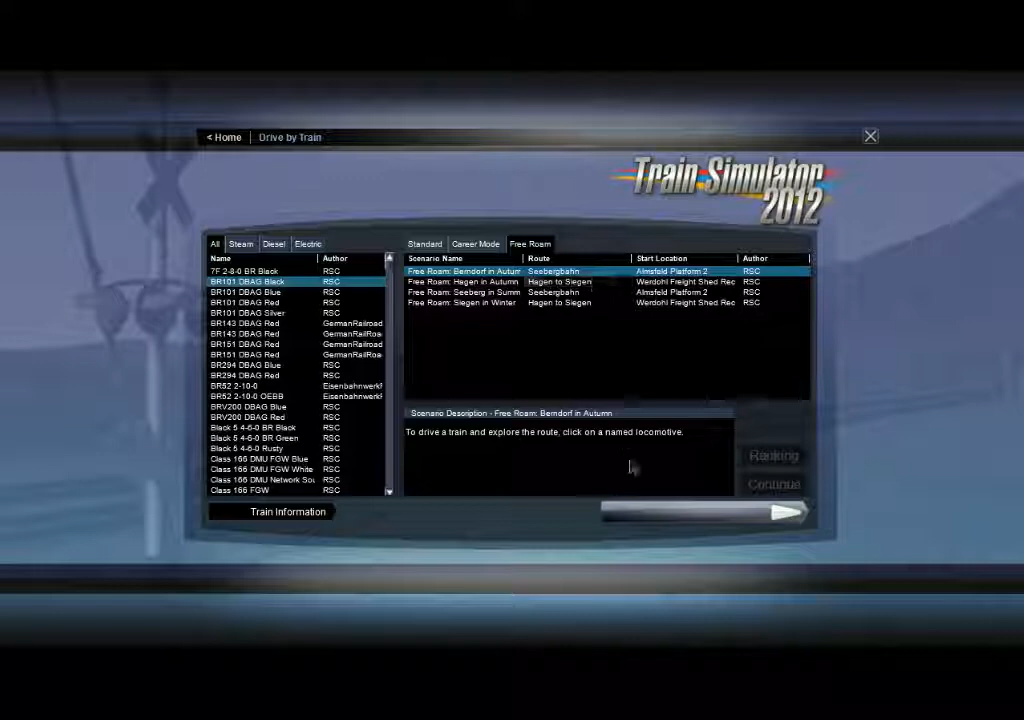 < Home | Drive by Train
Train Simulator
2012
All Steam Diesel Electric
Name Author
7F 2-8-0 BR Black RSC
BR101 DBAG Black RSC
BR101 DBAG Blue RSC
BR101 DBAG Red RSC
BR101 DBAG Silver RSC
BR143 DBAG Red GermanRailroad
BR143 DBAG Red GermanRailRoa
BR151 DBAG Red GermanRailroad
BR151 DBAG Red GermanRailRoa
BR294 DBAG Blue RSC
BR294 DBAG Red RSC
BR52 2-10-0 Eisenbahnwerk
BR52 2-10-0 OEBB Eisenbahnwerk
BRV200 DBAG Blue RSC
BRV200 DBAG Red RSC
Black 5 4-6-0 BR Black RSC
Black 5 4-6-0 BR Green RSC
Black 5 4-6-0 Rusty RSC
Class 166 DMU FGW Blue RSC
Class 166 DMU FGW White RSC
Class 166 DMU Network Sou RSC
Class 166 FGW RSC
Train Information
Standard Career Mode Free Roam
Scenario Name Route Start Location Author
Free Roam: Berndorf in Autum Seebergbahn Almsfeld Platform 2 RSC
Free Roam: Hagen in Autumn Hagen to Siegen Werdohl Freight Shed Rec RSC
Free Roam: Seeberg in Summ Seebergbahn Almsfeld Platform 2 RSC
Free Roam: Siegen in Winter Hagen to Siegen Werdohl Freight Shed Rec RSC
Scenario Description - Free Roam: Berndorf in Autumn
To drive a train and explore the route, click on a named locomotive.
Ranking
Continue